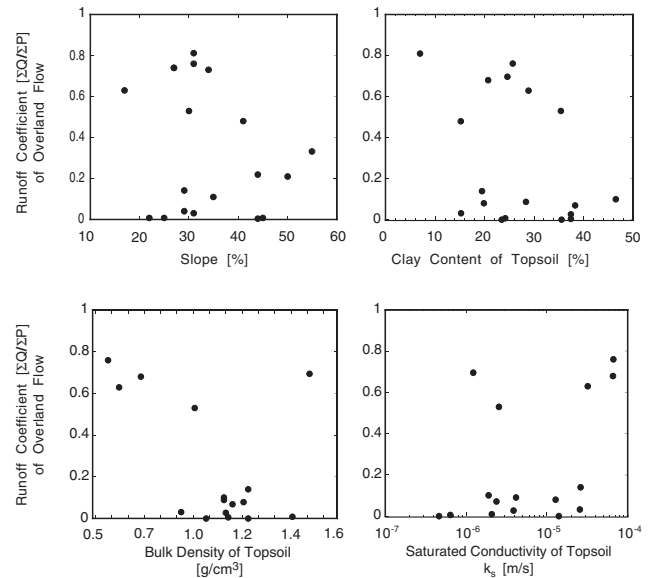 Runoff Coefficient [ΣQ/ΣP]
of Overland Flow
1
0.8
0.6
0.4
0.2
0
10 20 30 40 50 60
Slope [%]
1
0.8
0.6
0.4
0.2
0
0 10 20 30 40 50
Clay Content of Topsoil [%]
Runoff Coefficient [ΣQ/ΣP]
of Overland Flow
1
0.8
0.6
0.4
0.2
0
0.5 0.7 1.0 1.2 1.4 1.6
Bulk Density of Topsoil
[g/cm³]
1
0.8
0.6
0.4
0.2
0
10⁻⁷ 10⁻⁶ 10⁻⁵ 10⁻⁴
Saturated Conductivity of Topsoil
kₛ [m/s]